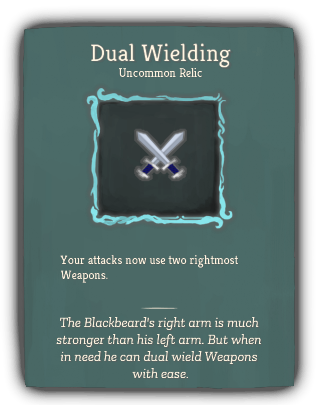 Dual Wielding
Uncommon Relic
Your attacks now use two rightmost
Weapons.
The Blackbeard's right arm is much
stronger than his left arm. But when
in need he can dual wield Weapons
with ease.